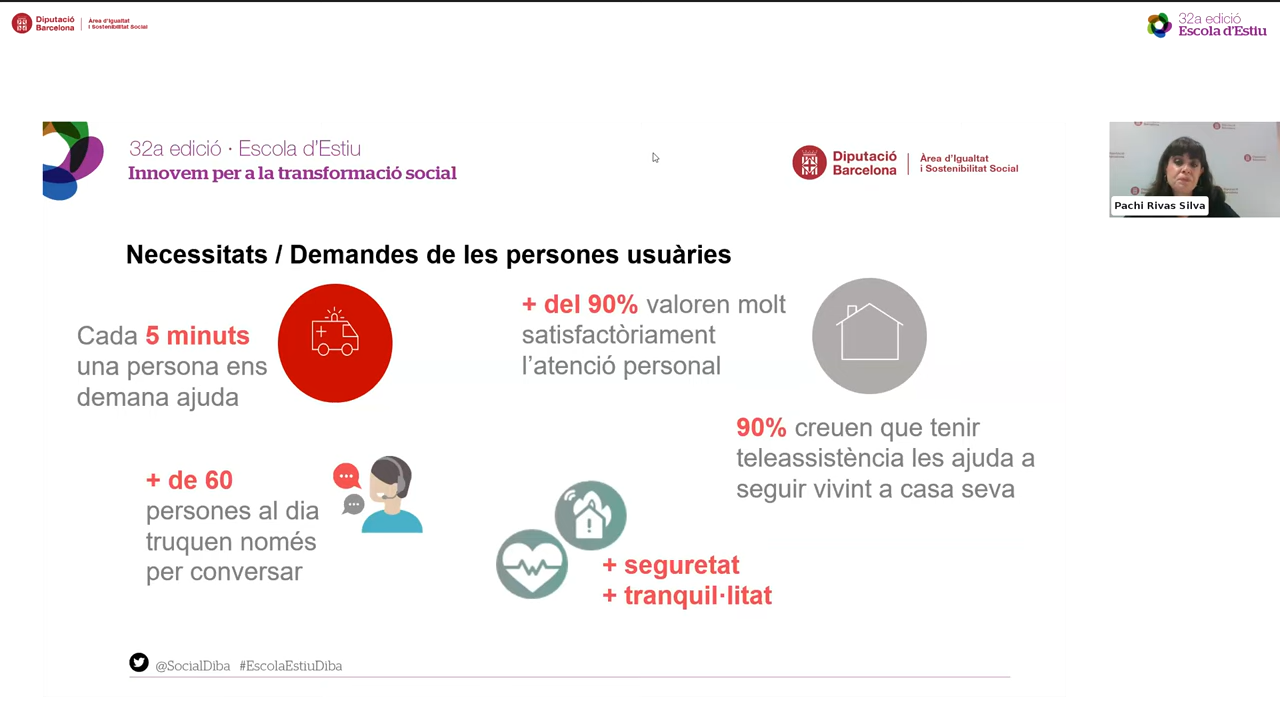 Diputació
Barcelona
Àrea d'Igualtat
i Sostenibilitat Social
32a edició
Escola d'Estiu
32a edició · Escola d'Estiu
Innovem per a la transformació social
Diputació
Barcelona
Àrea d'Igualtat
i Sostenibilitat Social
Pachi Rivas Silva
Necessitats / Demandes de les persones usuàries
Cada 5 minuts
una persona ens
demana ajuda
+ del 90% valoren molt
satisfactòriament
l'atenció personal
90% creuen que tenir
teleassistència les ajuda a
seguir vivint a casa seva
+ de 60
persones al dia
truquen només
per conversar
+ seguretat
+ tranquil·litat
@SocialDiba #EscolaEstiuDiba